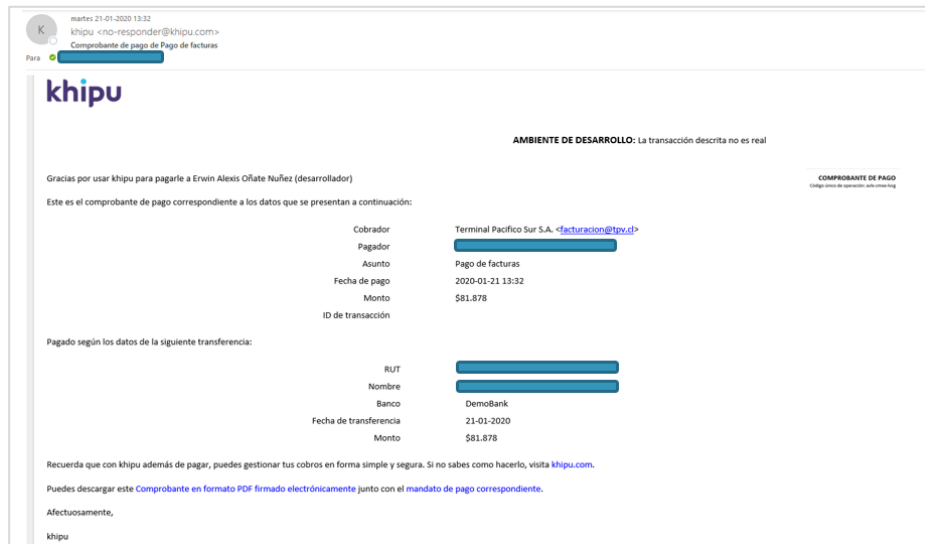 K
martes 21-01-2020 13:32
khipu <no-responder@khipu.com>
Comprobante de pago de Pago de facturas
Para
khipu
AMBIENTE DE DESARROLLO: La transacción descrita no es real
Gracias por usar khipu para pagarle a Erwin Alexis Oñate Nuñez (desarrollador)
COMPROBANTE DE PAGO
Código único de operación:
Este es el comprobante de pago correspondiente a los datos que se presentan a continuación:
Cobrador Terminal Pacifico Sur S.A. <facturacion@tpv.cl>
Pagador
Asunto Pago de facturas
Fecha de pago 2020-01-21 13:32
Monto $81.878
ID de transacción
Pagado según los datos de la siguiente transferencia:
RUT
Nombre
Banco DemoBank
Fecha de transferencia 21-01-2020
Monto $81.878
Recuerda que con khipu además de pagar, puedes gestionar tus cobros en forma simple y segura. Si no sabes como hacerlo, visita khipu.com.
Puedes descargar este Comprobante en formato PDF firmado electrónicamente junto con el mandato de pago correspondiente.
Afectuosamente,
khipu